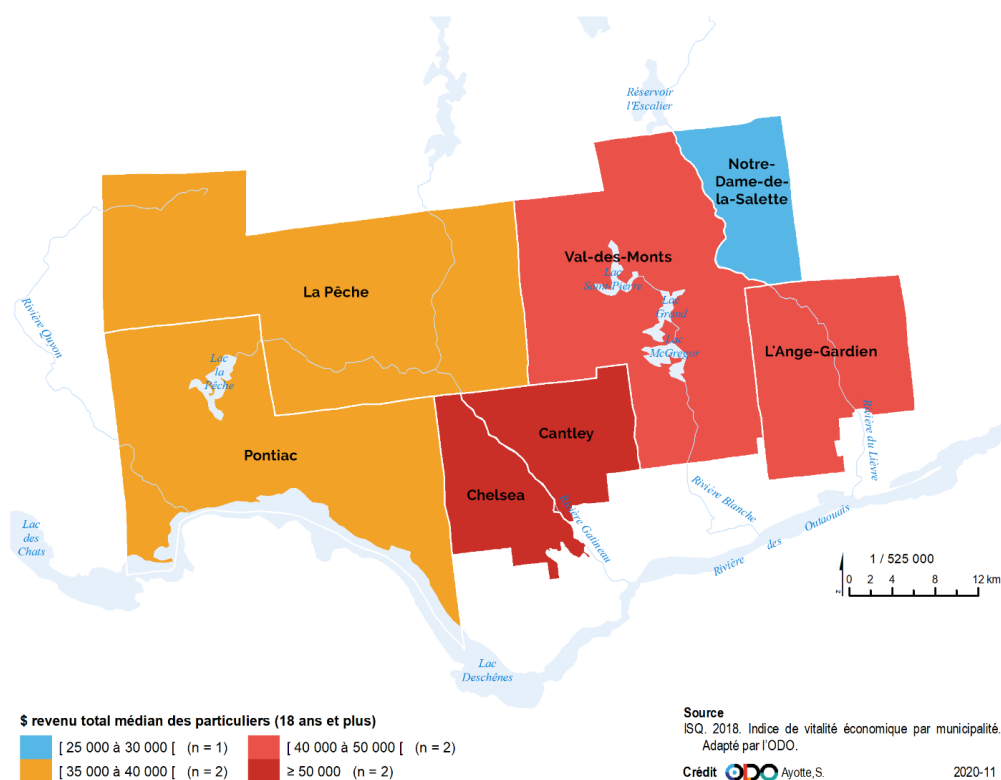 Réservoir
l'Escalier
Notre-
Dame-de-
la-Salette
Val-des-Monts
Lac
Saint-Pierre
La Pêche
Lac
Grand
Rivière Quyon
Lac
McGregor
L'Ange-Gardien
Lac
la
Pêche
Cantley
Rivière du Lièvre
Pontiac
Chelsea
Rivière Blanche
Rivière Gatineau
Lac
des
Chats
Rivière des Outaouais
1 / 525 000
0 2 4 8 12 km
z
Lac
Deschênes
$ revenu total médian des particuliers (18 ans et plus)
[ 25 000 à 30 000 [ (n = 1)
[ 40 000 à 50 000 [ (n = 2)
[ 35 000 à 40 000 [ (n = 2)
≥ 50 000 (n = 2)
Source
ISQ. 2018. Indice de vitalité économique par municipalité.
Adapté par l'ODO.
Crédit ODO Ayotte,S. 2020-11